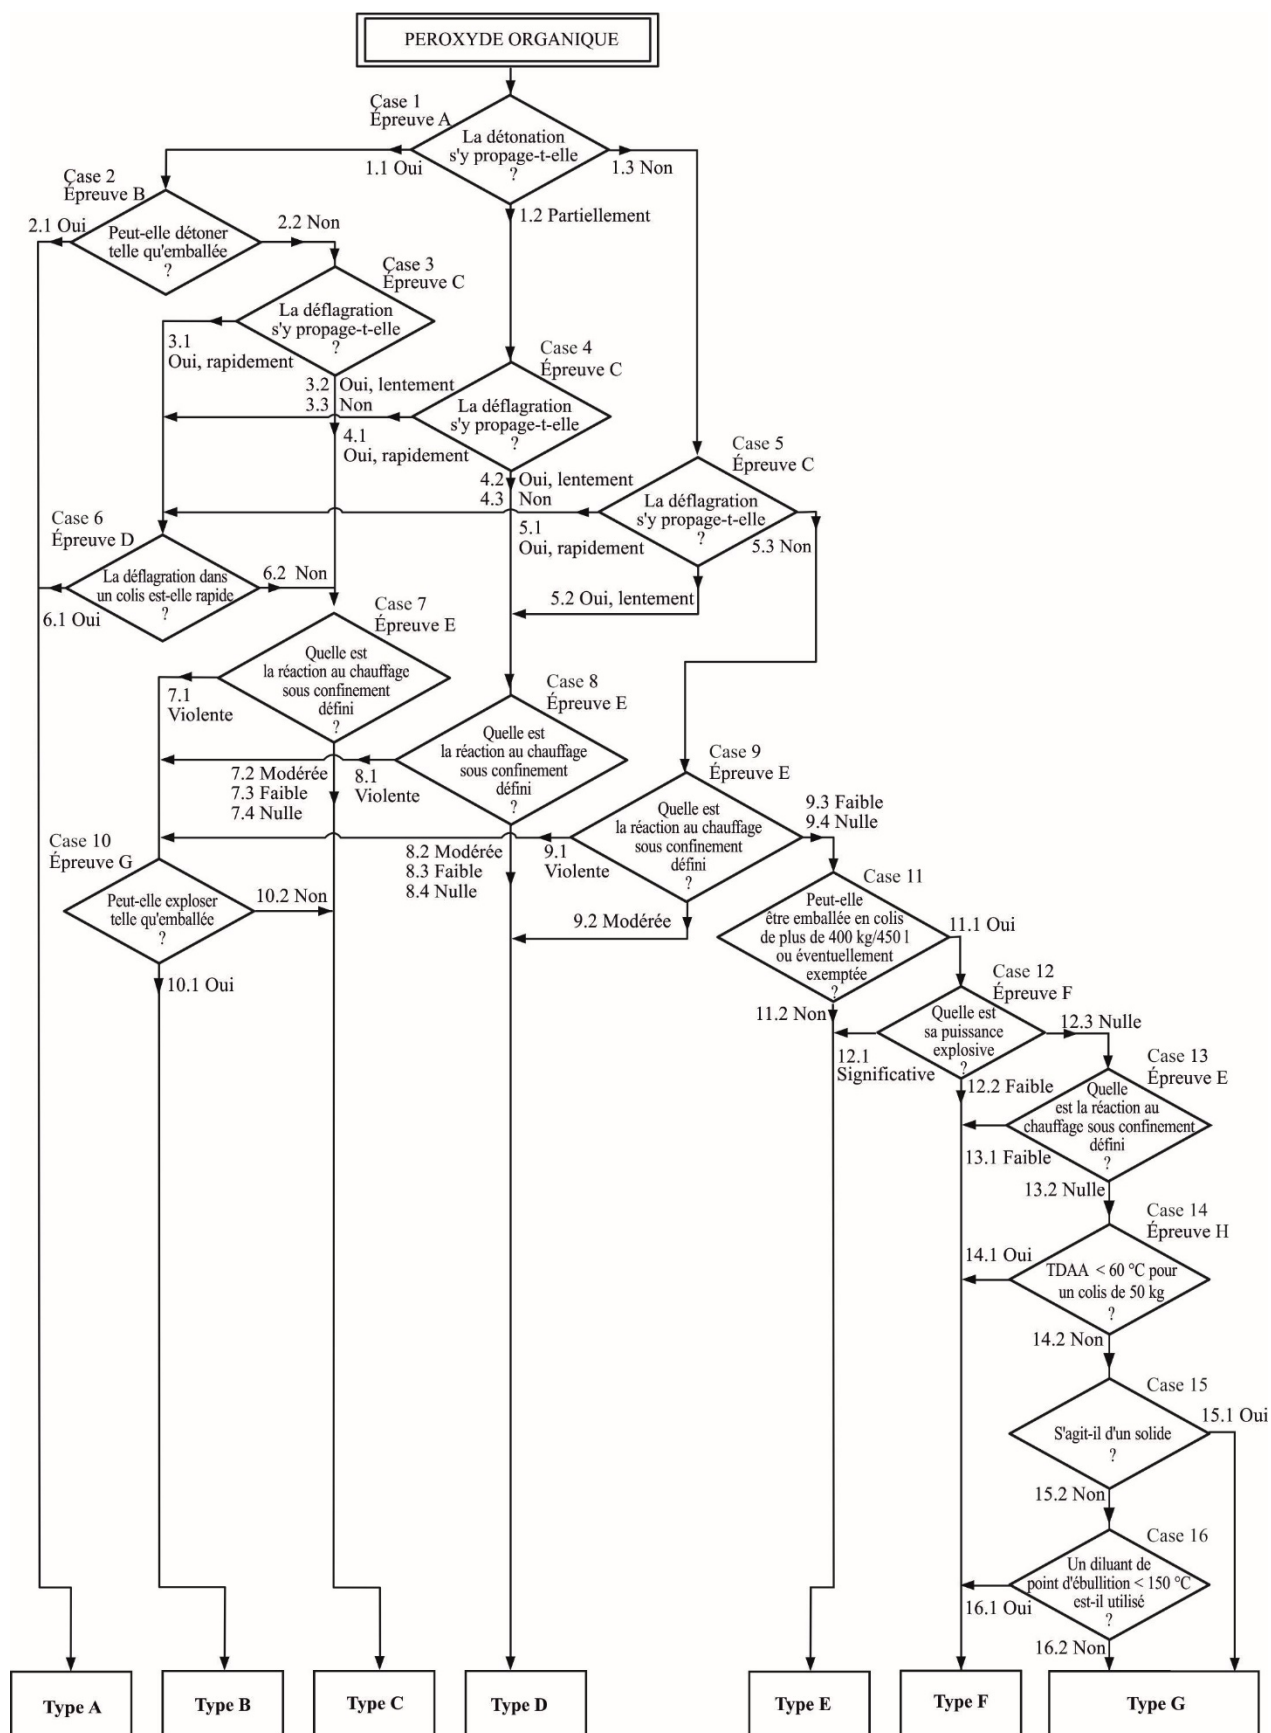 PEROXYDE ORGANIQUE
Case 1
Épreuve A
La détonation
s'y propage-t-elle
?
1.1 Oui
1.3 Non
1.2 Partiellement
Case 2
Épreuve B
2.1 Oui
Peut-elle détoner
telle qu'emballée
?
2.2 Non
Case 3
Épreuve C
La déflagration
s'y propage-t-elle
?
3.1
Oui, rapidement
3.2 Oui, lentement
3.3 Non
Case 4
Épreuve C
La déflagration
s'y propage-t-elle
?
4.1
Oui, rapidement
4.2 Oui, lentement
4.3 Non
Case 5
Épreuve C
La déflagration
s'y propage-t-elle
?
5.1
Oui, rapidement
5.3 Non
5.2 Oui, lentement
Case 6
Épreuve D
La déflagration dans
un colis est-elle rapide
?
6.2 Non
6.1 Oui
Case 7
Épreuve E
Quelle est
la réaction au chauffage
sous confinement
défini
?
7.1
Violente
7.2 Modérée
7.3 Faible
7.4 Nulle
Case 8
Épreuve E
Quelle est
la réaction au chauffage
sous confinement
défini
?
8.1
Violente
8.2 Modérée
8.3 Faible
8.4 Nulle
Case 9
Épreuve E
Quelle est
la réaction au chauffage
sous confinement
défini
?
9.3 Faible
9.4 Nulle
9.1
Violente
9.2 Modérée
Case 10
Épreuve G
Peut-elle exploser
telle qu'emballée
?
10.2 Non
10.1 Oui
Case 11
Peut-elle
être emballée en colis
de plus de 400 kg/450 l
ou éventuellement
exemptée
?
11.1 Oui
11.2 Non
Case 12
Épreuve F
Quelle est
sa puissance
explosive
?
12.3 Nulle
12.1
Significative
12.2 Faible
Case 13
Épreuve E
Quelle
est la réaction au
chauffage sous confinement
défini
?
13.1 Faible
13.2 Nulle
Case 14
Épreuve H
14.1 Oui
TDAA < 60 °C pour
un colis de 50 kg
?
14.2 Non
Case 15
15.1 Oui
S'agit-il d'un solide
?
15.2 Non
Case 16
Un diluant de
point d'ébullition < 150 °C
est-il utilisé
?
16.1 Oui
16.2 Non
Type A
Type B
Type C
Type D
Type E
Type F
Type G